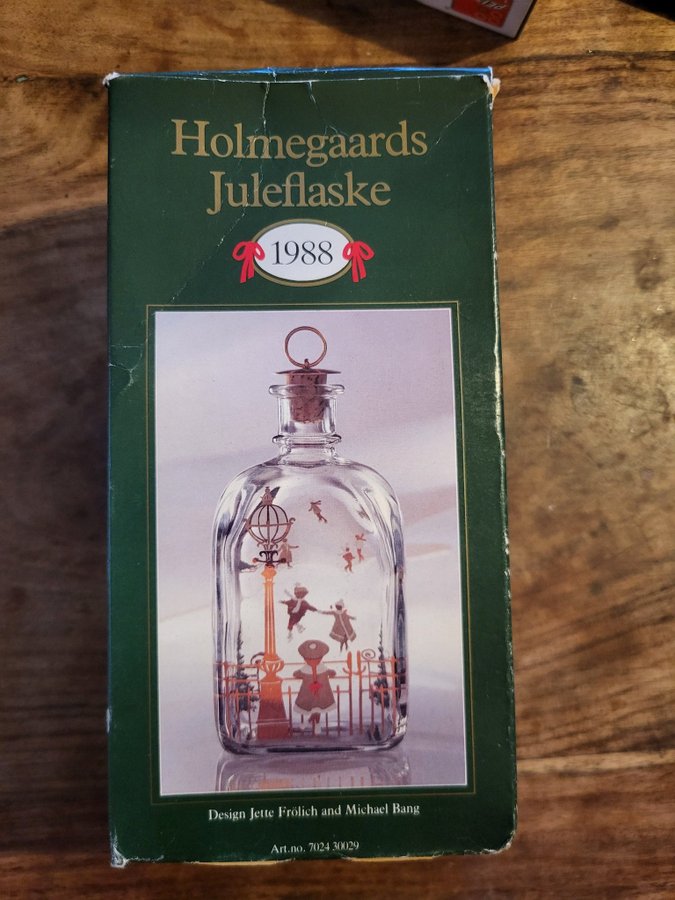 Holmegaards
Juleflaske
1988
Design Jette Frölich and Michael Bang
Art.no. 7024 30029